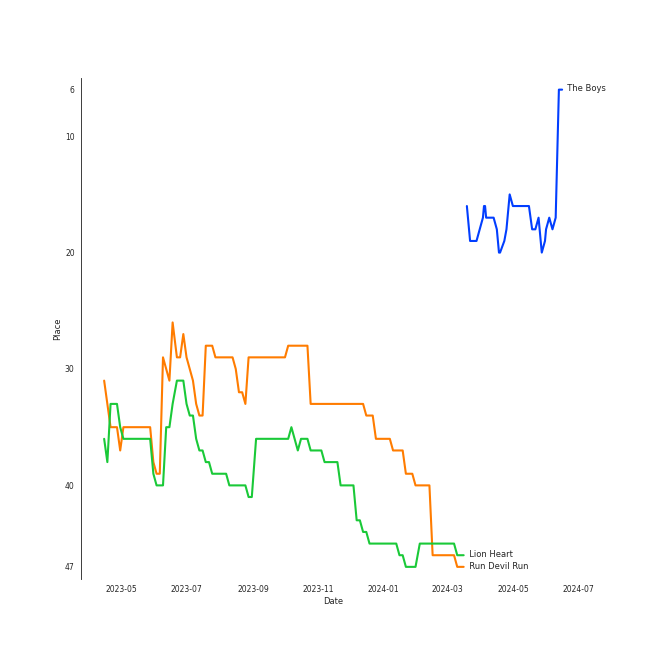 6
The Boys
10
20
30
Place
40
Lion Heart
47
Run Devil Run
2023-05
2023-07
2023-09
2023-11
2024-01
2024-03
2024-05
2024-07
Date